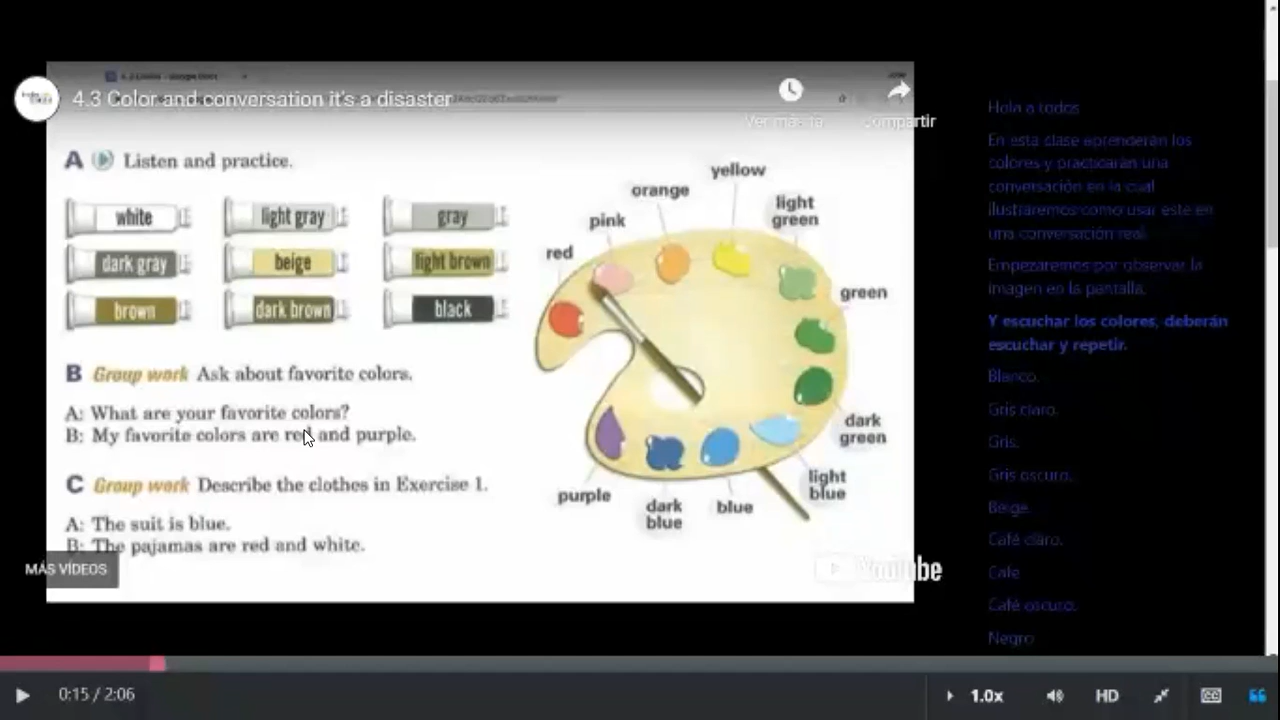 4.3 Color and conversation it's a disaster
Compartir
A Listen and practice.
white
light gray
gray
dark gray
beige
light brown
brown
dark brown
black
red
pink
orange
yellow
light
green
green
dark
green
light
blue
blue
dark
blue
purple
B Group work Ask about favorite colors.
A: What are your favorite colors?
B: My favorite colors are red and purple.
C Group work Describe the clothes in Exercise 1.
A: The suit is blue.
B: The pajamas are red and white.
MÁS VÍDEOS
YouTube
Hola a todos
En esta clase aprenderán los
colores y practicarán una
conversación en la cual
ilustraremos como usar este en
una conversación real.
Empezaremos por observar la
imagen en la pantalla.
Y escuchar los colores, deberán
escuchar y repetir.
Blanco.
Gris claro.
Gris.
Gris oscuro.
Beige.
Café claro.
Cafe
Café oscuro.
Negro
0:15 / 2:06
1.0x
HD
CC